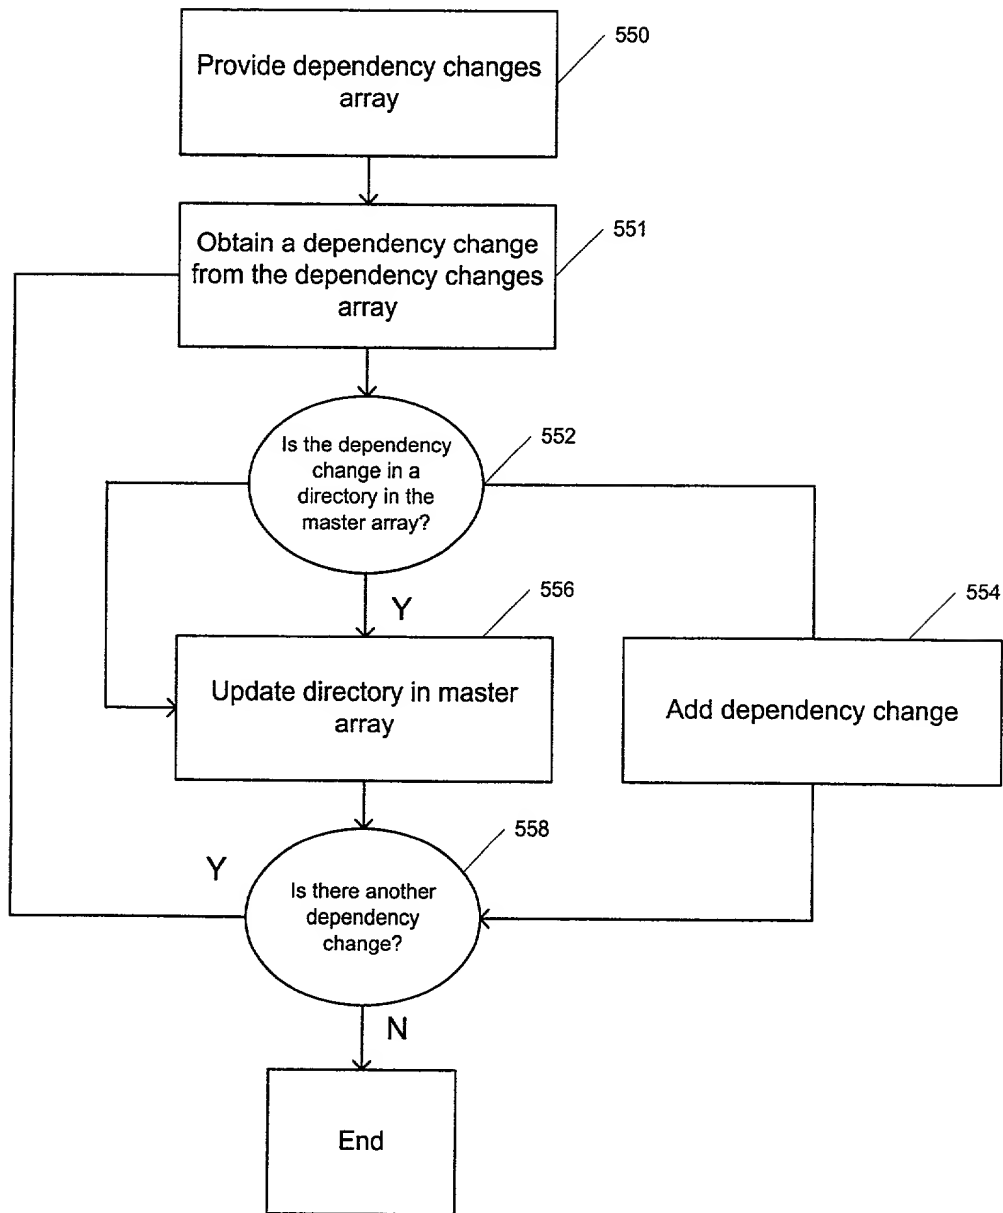 550
Provide dependency changes
array
551
Obtain a dependency change
from the dependency changes
array
552
Is the dependency
change in a
directory in the
master array?
Y
556
554
Update directory in master
array
Add dependency change
558
Y
Is there another
dependency
change?
N
End